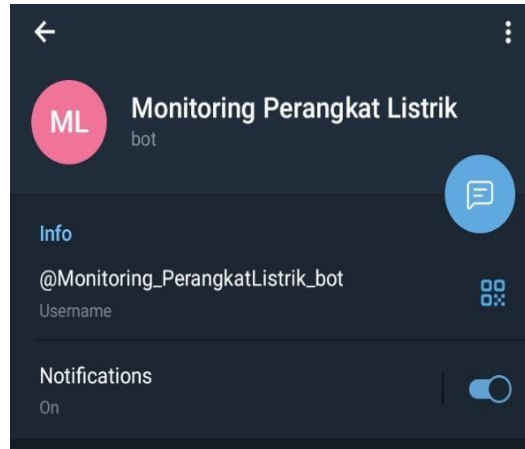 ML
Monitoring Perangkat Listrik
bot
Info
@Monitoring_PerangkatListrik_bot
Username
Notifications
On